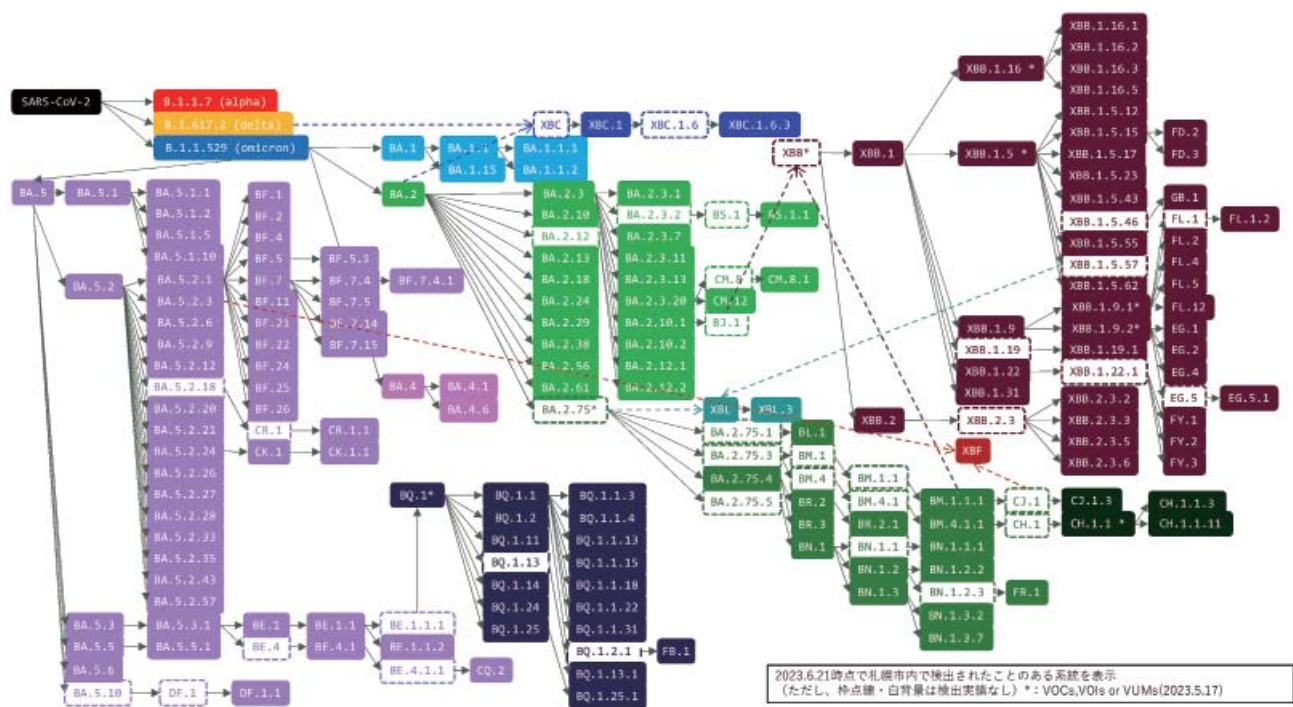 SARS-CoV-2
B.1.1.7 (alpha)
B.1.617.2 (delta)
B.1.1.529 (omicron)
BA.1
BA.1.1
BA.1.15
BA.1.1.1
BA.1.1.2
XBC
XBC.1
XBC.1.6
XBC.1.6.3
BA.5
BA.5.1
BA.5.1.1
BA.5.1.2
BA.5.1.5
BA.5.1.10
BA.5.2
BA.5.2.1
BA.5.2.3
BA.5.2.6
BA.5.2.9
BA.5.2.12
BA.5.2.18
BA.5.2.20
BA.5.2.21
BA.5.2.24
BA.5.2.26
BA.5.2.27
BA.5.2.28
BA.5.2.33
BA.5.2.35
BA.5.2.43
BA.5.2.57
BF.1
BF.2
BF.4
BF.5
BF.7
BF.11
BF.21
BF.22
BF.24
BF.25
BF.26
CR.1
CK.1
BF.5.1
BF.7.4
BF.7.5
BF.7.14
BF.7.15
BF.7.4.1
CR.1.1
CK.1.1
BA.4
BA.4.1
BA.4.6
BA.5.3
BA.5.5
BA.5.6
BA.5.10
BA.5.3.1
BA.5.5.1
DF.1
DF.1.1
BE.1
BE.4
BE.1.1
BE.4.1
BE.1.1.1
BE.1.1.2
BE.4.1.1
CQ.2
BQ.1*
BQ.1.1
BQ.1.2
BQ.1.11
BQ.1.13
BQ.1.14
BQ.1.24
BQ.1.25
BQ.1.1.3
BQ.1.1.4
BQ.1.1.13
BQ.1.1.15
BQ.1.1.18
BQ.1.1.22
BQ.1.1.31
BQ.1.2.1
BQ.1.13.1
BQ.1.25.1
FB.1
BA.2
BA.2.3
BA.2.10
BA.2.12
BA.2.13
BA.2.18
BA.2.24
BA.2.29
BA.2.38
BA.2.56
BA.2.61
BA.2.75*
BA.2.3.1
BA.2.3.2
BA.2.3.7
BA.2.3.11
BA.2.3.13
BA.2.3.20
BA.2.10.1
BA.2.10.2
BA.2.12.1
BA.2.12.2
BS.1
BS.1.1
CM.8
CM.12
CM.8.1
BJ.1
XBL
XBL.3
BA.2.75.1
BA.2.75.3
BA.2.75.4
BA.2.75.5
BL.1
BM.1
BM.4
BR.2
BR.3
BN.1
BM.1.1
BM.4.1
BR.2.1
BN.1.1
BN.1.2
BN.1.3
BM.1.1.1
BM.4.1.1
BN.1.1.1
BN.1.2.2
BN.1.2.3
BN.1.3.2
BN.1.3.7
FR.1
CJ.1
CH.1
CJ.1.3
CH.1.1 *
CH.1.1.3
CH.1.1.11
XBF
XBB*
XBB.1
XBB.2
XBB.1.16 *
XBB.1.5 *
XBB.1.9
XBB.1.19
XBB.1.22
XBB.1.31
XBB.2.3
XBB.1.16.1
XBB.1.16.2
XBB.1.16.3
XBB.1.16.5
XBB.1.5.12
XBB.1.5.15
XBB.1.5.17
XBB.1.5.23
XBB.1.5.43
XBB.1.5.46
XBB.1.5.55
XBB.1.5.57
XBB.1.5.62
XBB.1.9.1*
XBB.1.9.2*
XBB.1.19.1
XBB.1.22.1
XBB.2.3.2
XBB.2.3.3
XBB.2.3.5
XBB.2.3.6
FD.2
FD.3
GB.1
FL.1
FL.2
FL.4
FL.5
FL.12
EG.1
EG.2
EG.4
EG.5
FY.1
FY.2
FY.3
FL.1.2
EG.5.1
2023.6.21時点で札幌市内で検出されたことのある系統を表示
（ただし、枠点線・白背景は検出実績なし）*：VOCs,VOIs or VUMs(2023.5.17)